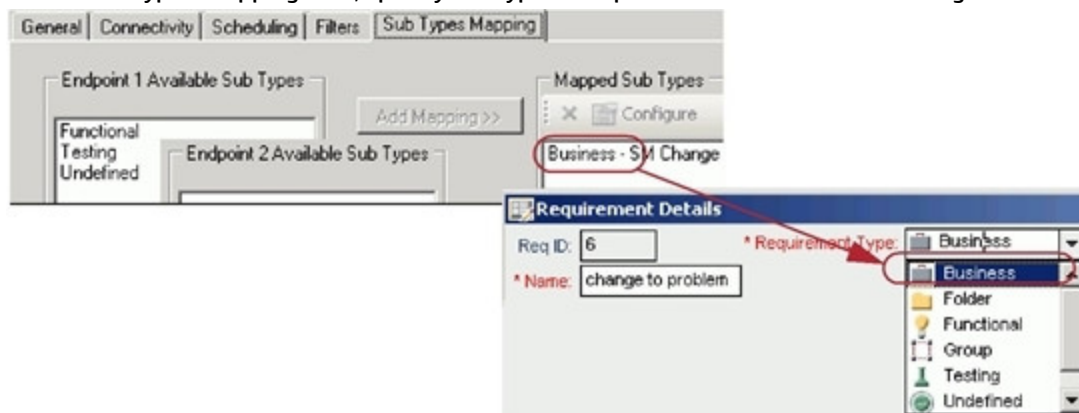 General Connectivity Scheduling Filters Sub Types Mapping
Endpoint 1 Available Sub Types
Mapped Sub Types
Add Mapping >>
Configure
Functional
Testing
Undefined
Endpoint 2 Available Sub Types
Business - SM Change
Requirement Details
Req ID: 6
* Requirement Type: Business
* Name: change to problem
Business
Folder
Functional
Group
Testing
Undefined